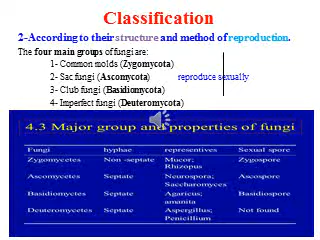 Classification
2-According to their structure and method of reproduction.
The four main groups of fungi are:
1- Common molds (Zygomycota)
2- Sac fungi (Ascomycota) reproduce sexually
3- Club fungi (Basidiomycota)
4- Imperfect fungi (Deuteromycota)
4.3 Major group and properties of fungi
Fungi hyphae representives Sexual spore
Zygomycetes Non -septate Mucor; Rhizopus Zygospore
Ascomycetes Septate Neurospora; Saccharomyces Ascospore
Basidiomycetes Septate Agaricus; amanita Basidiospore
Deuteromycetes Septate Aspergillus; Penicillium Not found